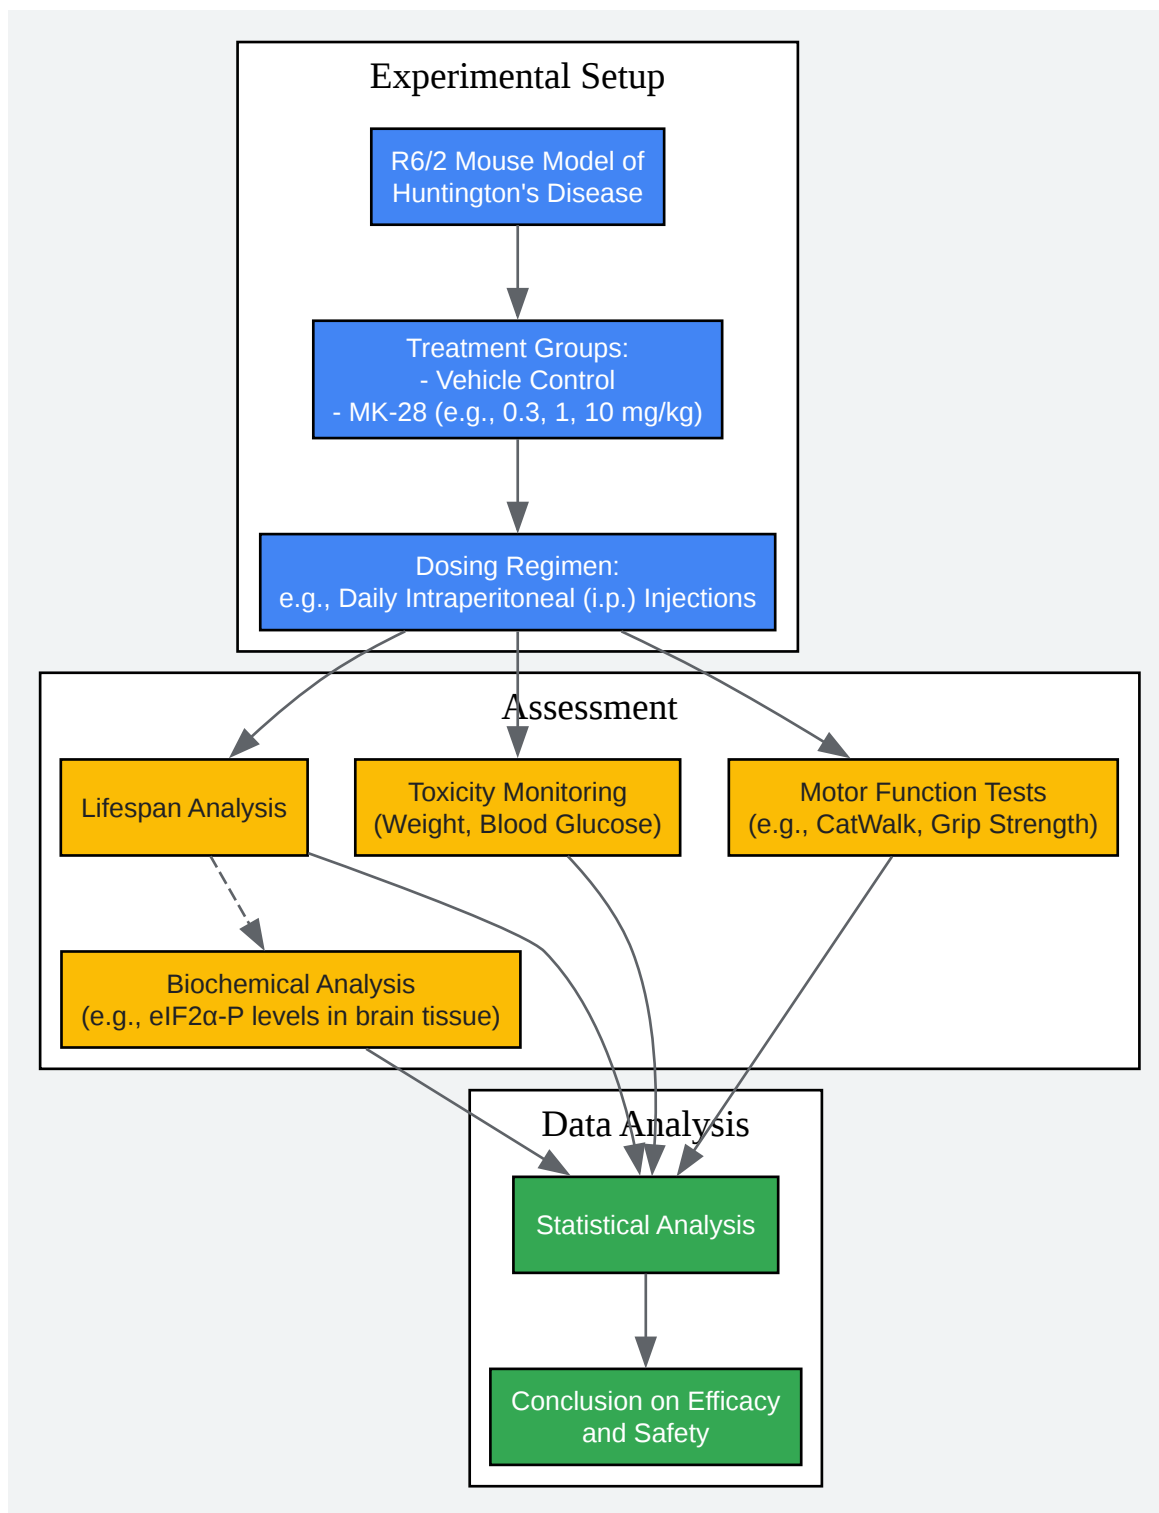 Experimental Setup
R6/2 Mouse Model of
Huntington's Disease
Treatment Groups:
- Vehicle Control
- MK-28 (e.g., 0.3, 1, 10 mg/kg)
Dosing Regimen:
e.g., Daily Intraperitoneal (i.p.) Injections
Assessment
Lifespan Analysis
Toxicity Monitoring
(Weight, Blood Glucose)
Motor Function Tests
(e.g., CatWalk, Grip Strength)
Biochemical Analysis
(e.g., eIF2α-P levels in brain tissue)
Data Analysis
Statistical Analysis
Conclusion on Efficacy
and Safety